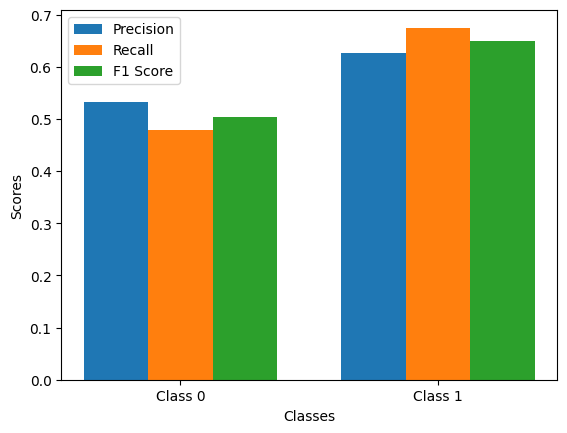 Precision
Recall
F1 Score
0.7
0.6
0.5
0.4
0.3
0.2
0.1
0.0
Scores
Class 0
Class 1
Classes